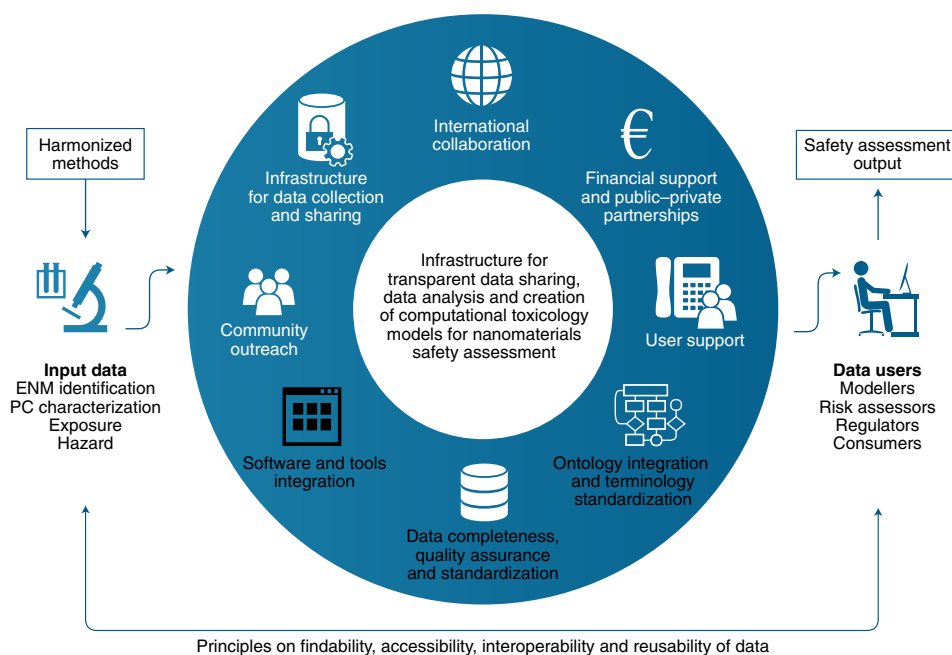 Harmonized
methods
Input data
ENM identification
PC characterization
Exposure
Hazard
International
collaboration
Infrastructure
for data collection
and sharing
€
Financial support
and public–private
partnerships
Community
outreach
Infrastructure for
transparent data sharing,
data analysis and creation
of computational toxicology
models for nanomaterials
safety assessment
User support
Software and tools
integration
Ontology integration
and terminology
standardization
Data completeness,
quality assurance
and standardization
Safety assessment
output
Data users
Modellers
Risk assessors
Regulators
Consumers
Principles on findability, accessibility, interoperability and reusability of data